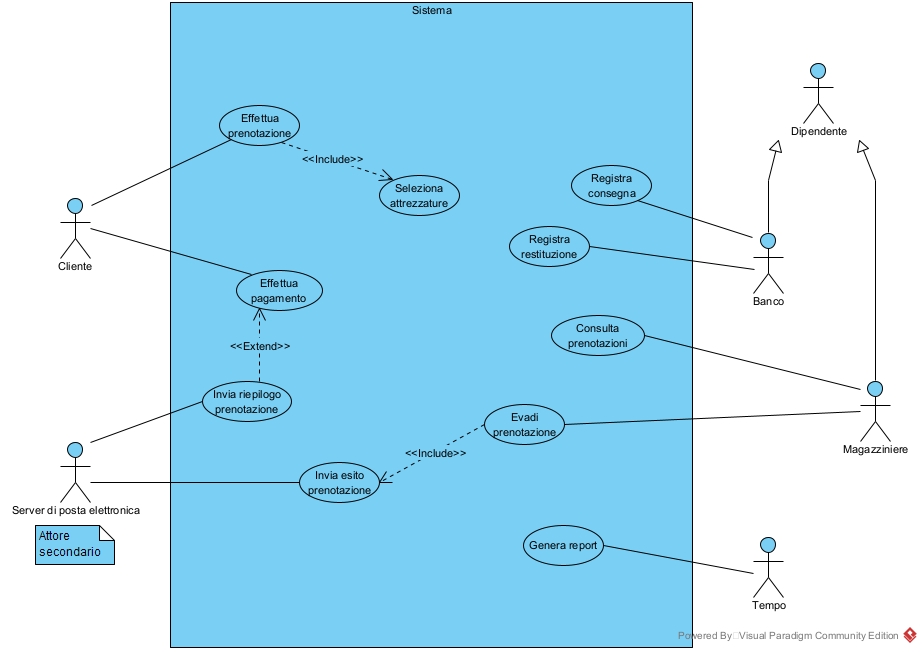 Sistema
Effettua
prenotazione
<<Include>>
Seleziona
attrezzature
Cliente
Effettua
pagamento
<<Extend>>
Invia riepilogo
prenotazione
Server di posta elettronica
Attore
secondario
Invia esito
prenotazione
<<Include>>
Evadi
prenotazione
Registra
consegna
Registra
restituzione
Consulta
prenotazioni
Genera report
Dipendente
Banco
Magazziniere
Tempo
Powered By Visual Paradigm Community Edition